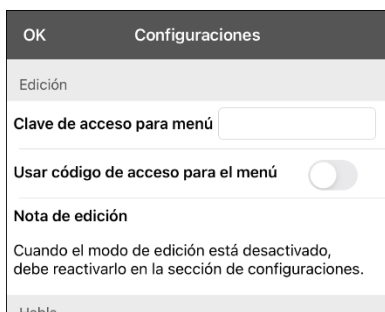 OK Configuraciones
Edición
Clave de acceso para menú
Usar código de acceso para el menú
Nota de edición
Cuando el modo de edición está desactivado,
debe reactivarlo en la sección de configuraciones.